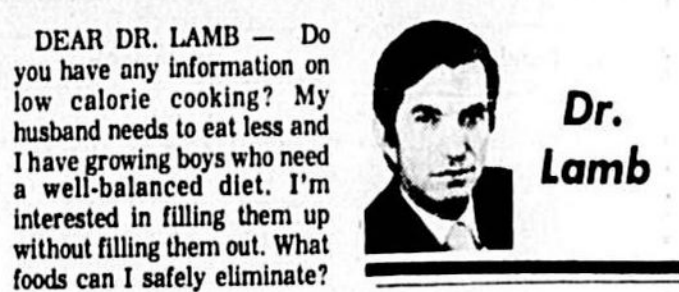 DEAR DR. LAMB — Do
you have any information on
low calorie cooking? My
husband needs to eat less and
I have growing boys who need
a well-balanced diet. I'm
interested in filling them up
without filling them out. What
foods can I safely eliminate?
Dr.
Lamb